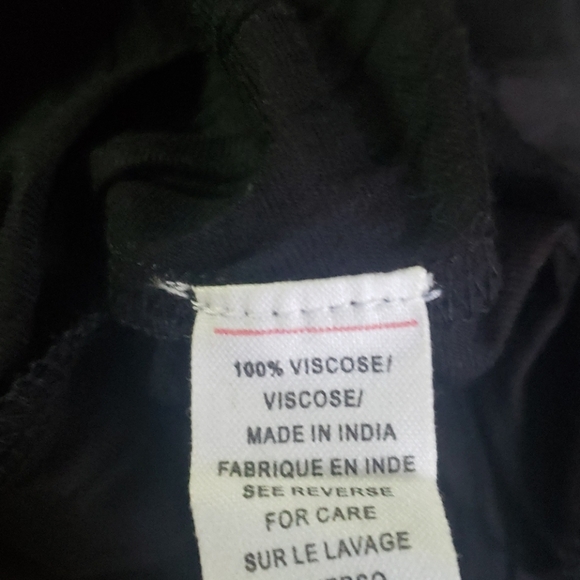 100% VISCOSE/
VISCOSE/
MADE IN INDIA
FABRIQUE EN INDE
SEE REVERSE
FOR CARE
SUR LE LAVAGE